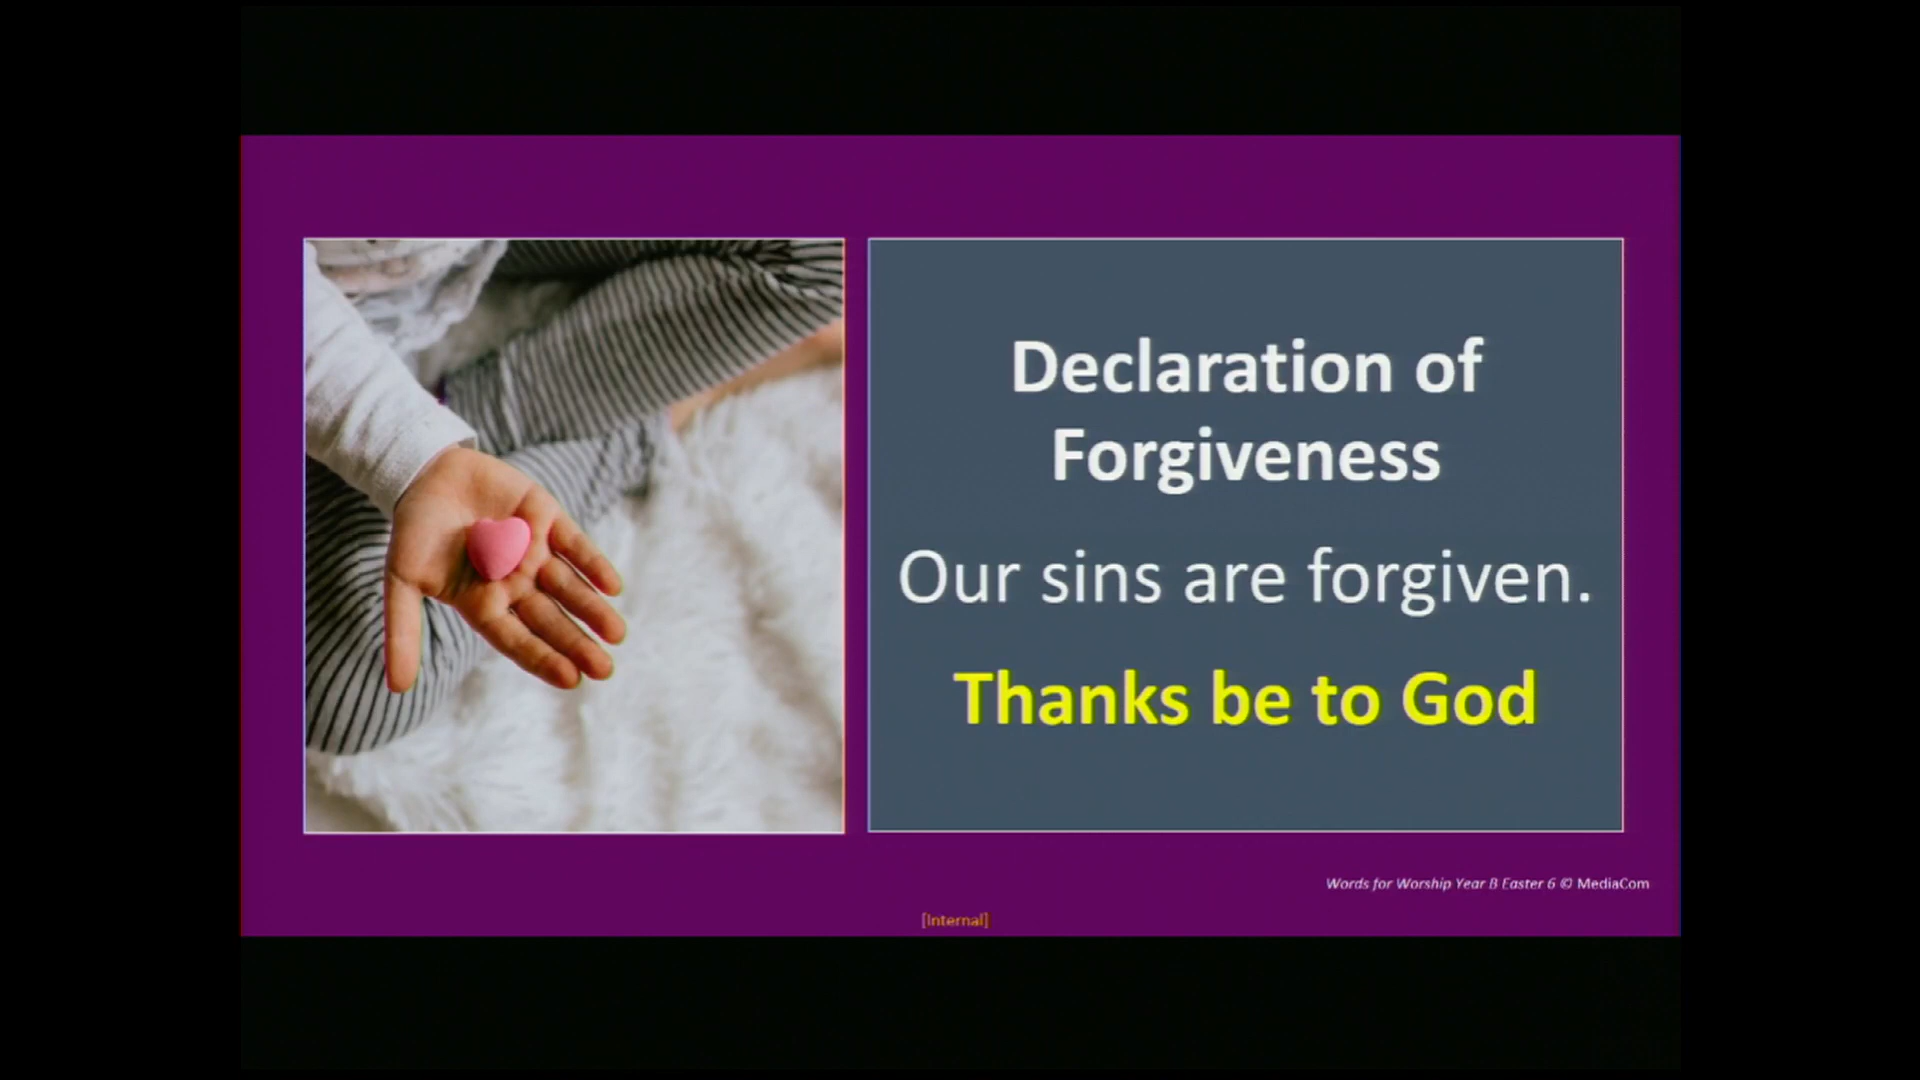 Declaration of
Forgiveness
Our sins are forgiven.
Thanks be to God
Words for Worship Year B Easter 6 © MediaCom
[Internal]